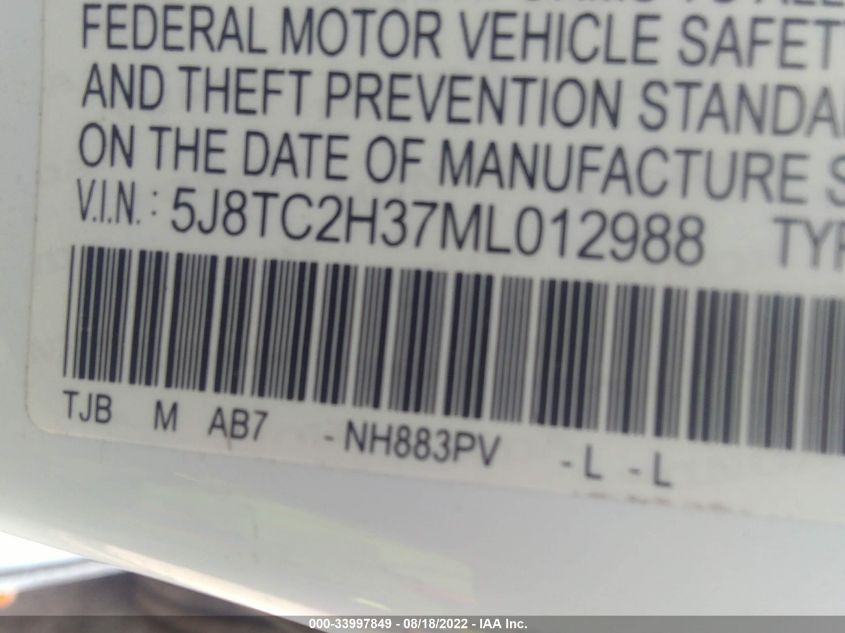 FEDERAL MOTOR VEHICLE SAFET
AND THEFT PREVENTION STANDA
ON THE DATE OF MANUFACTURE S
V.I.N. : 5J8TC2H37ML012988 TYP
TJB M AB7 - NH883PV - L - L
000-33997849 - 08/18/2022 - IAA Inc.